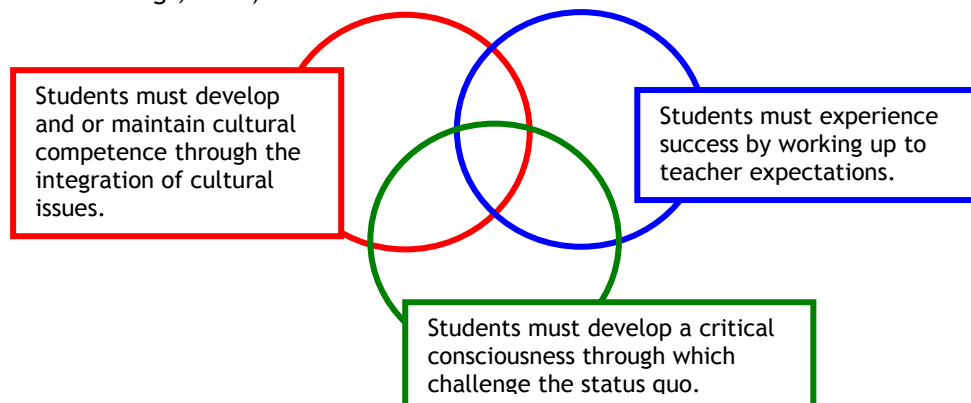 Students must develop
and or maintain cultural
competence through the
integration of cultural
issues.
Students must experience
success by working up to
teacher expectations.
Students must develop a critical
consciousness through which
challenge the status quo.